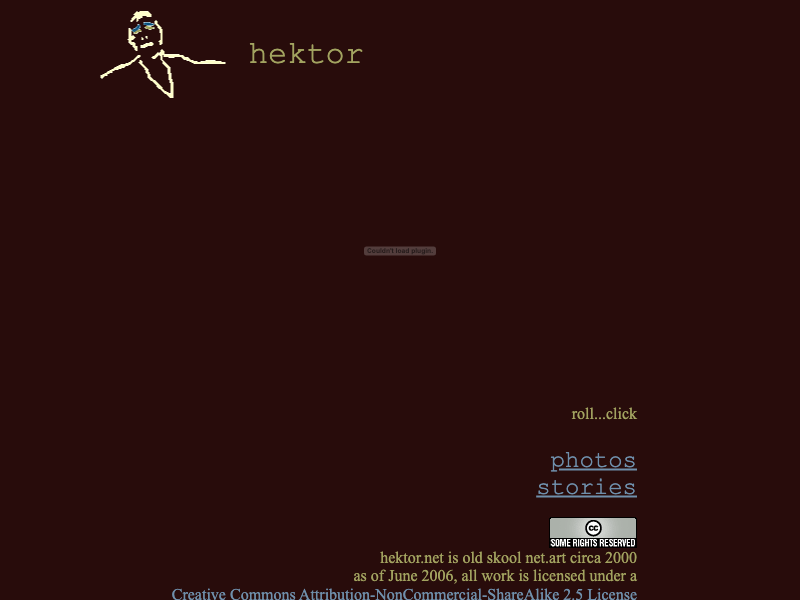 hektor
Couldn't load plugin.
roll...click
photos
stories
cc
SOME RIGHTS RESERVED
hektor.net is old skool net.art circa 2000
as of June 2006, all work is licensed under a
Creative Commons Attribution-NonCommercial-ShareAlike 2.5 License